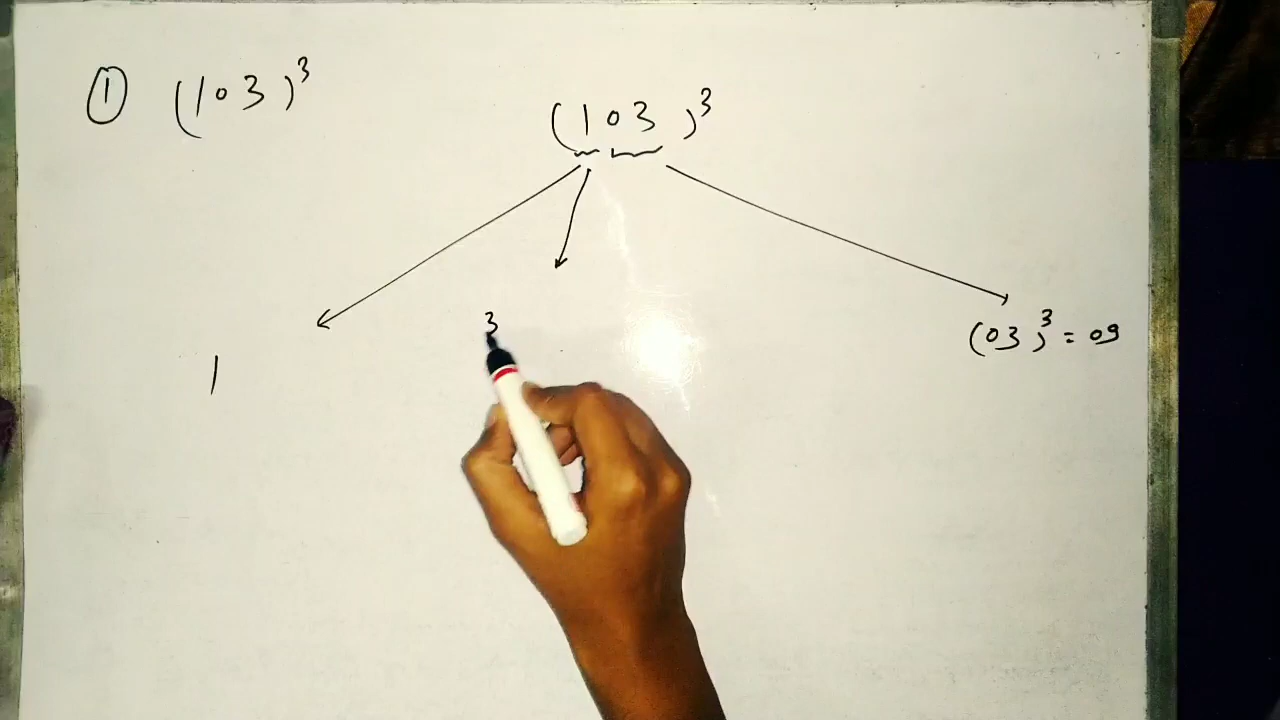 ① (103)³
(103)³
(03)³ = 09
3
1